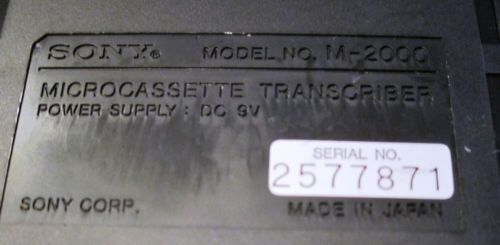 SONY® MODEL NO. M-2000
MICROCASSETTE TRANSCRIBER
POWER SUPPLY : DC 9V
SERIAL NO.
2577871
SONY CORP. MADE IN JAPAN